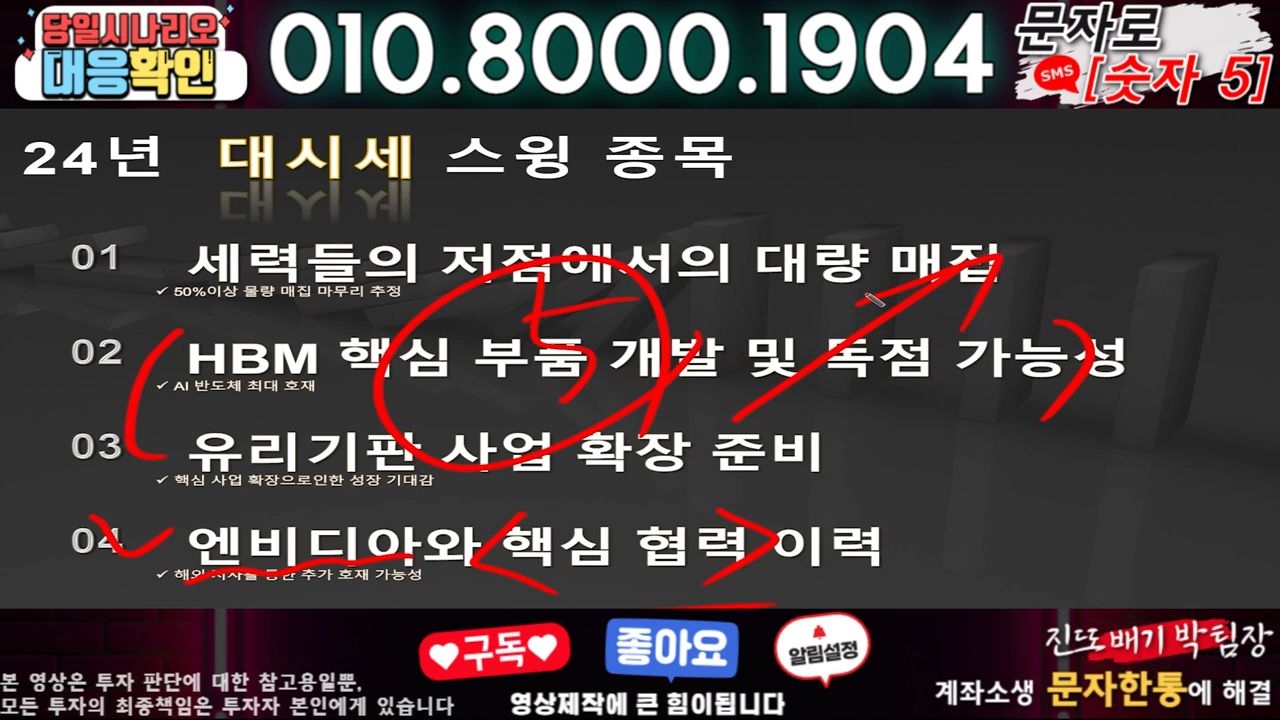 당일시나리오
대응확인
010.8000.1904
문자로
SMS
[숫자 5]
24년 대시세 스윙 종목
01 세력들의 저점에서의 대량 매집
✓ 50%이상 물량 매집 마무리 추정
5
02 HBM 핵심 부품 개발 및 독점 가능성
✓ AI 반도체 최대 호재
03 유리기판 사업 확장 준비
✓ 핵심 사업 확장으로인한 성장 기대감
04 엔비디아와 핵심 협력 이력
✓ 해외 통한 추가 호재 가능성
구독
좋아요
알림설정
영상제작에 큰 힘이됩니다
본 영상은 투자 판단에 대한 참고용일뿐,
모든 투자의 최종책임은 투자자 본인에게 있습니다
진또배기 박팀장
계좌소생 문자한통에 해결